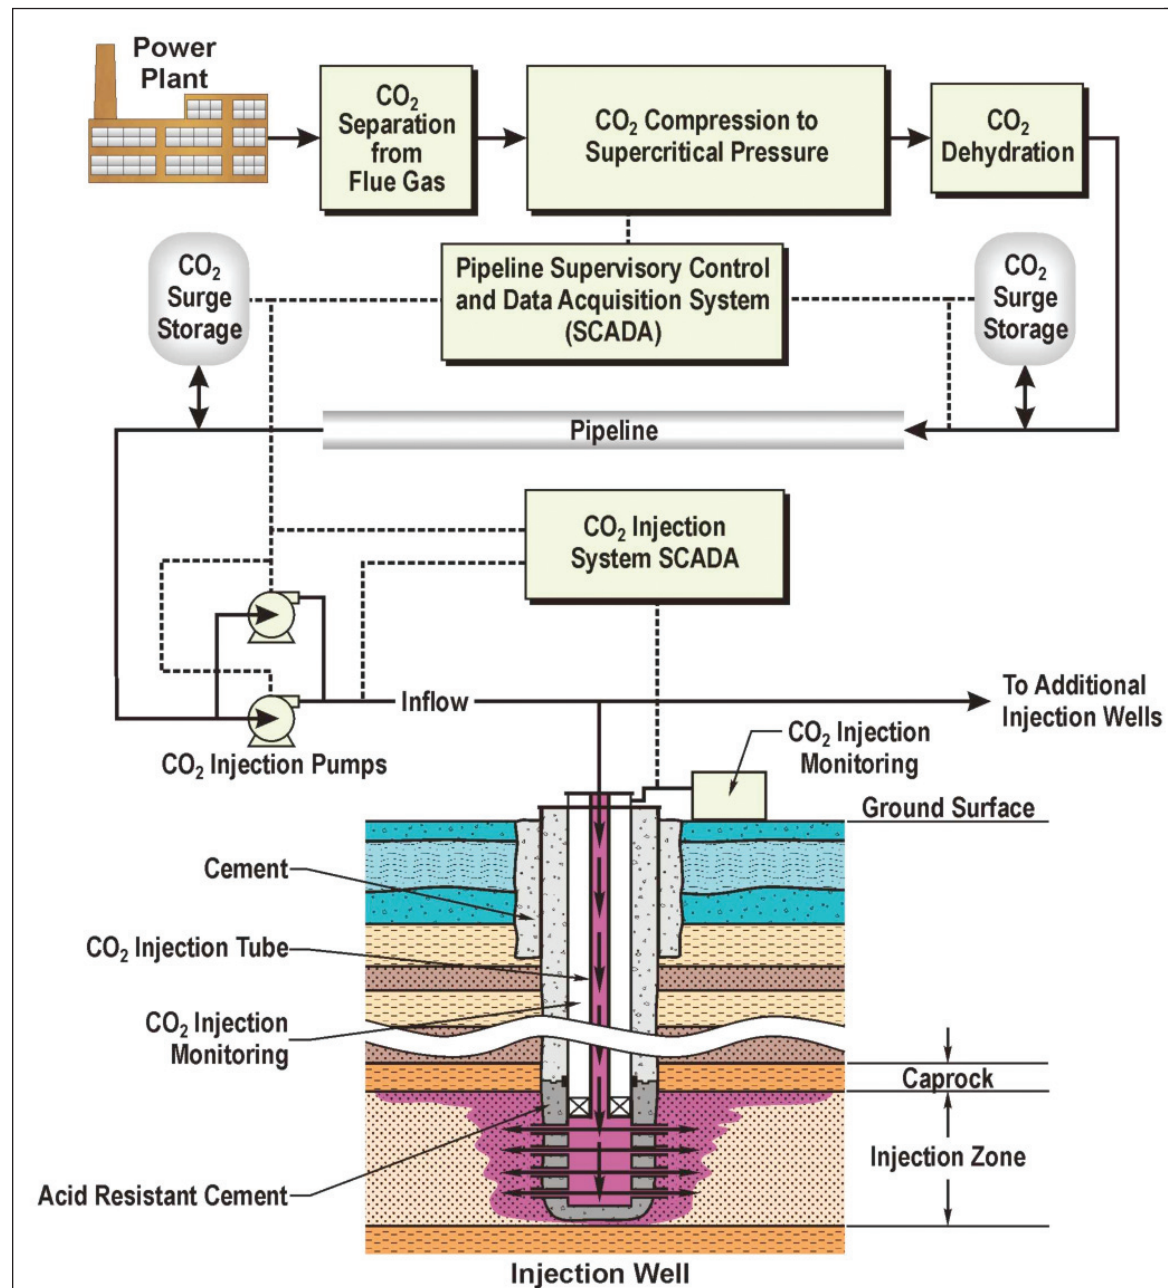 Power
Plant
CO₂
Separation
from
Flue Gas
CO₂ Compression to
Supercritical Pressure
CO₂
Dehydration
CO₂
Surge
Storage
Pipeline Supervisory Control
and Data Acquisition System
(SCADA)
CO₂
Surge
Storage
Pipeline
CO₂ Injection
System SCADA
Inflow
To Additional
Injection Wells
CO₂ Injection Pumps
CO₂ Injection
Monitoring
Ground Surface
Cement
CO₂ Injection Tube
CO₂ Injection
Monitoring
Caprock
Injection Zone
Acid Resistant Cement
Injection Well